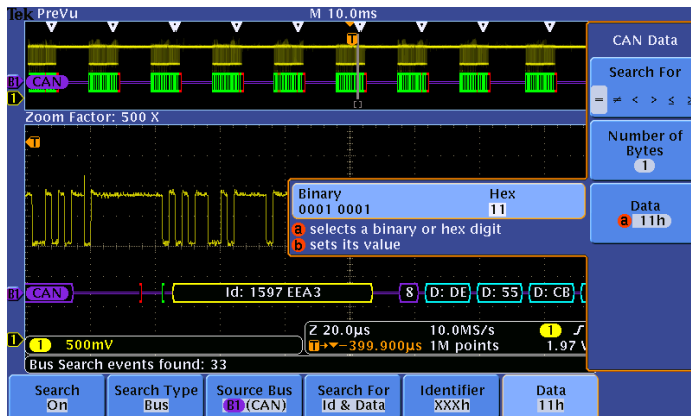 Tek PreVu M 10.0ms
CAN Data
T
Search For
B1 CAN
= ≠ < > ≤ ≥
1
[ ]
Zoom Factor: 500 X
Number of
Bytes
1
T
Binary Hex
0001 0001 11
Data
a 11h
a selects a binary or hex digit
b sets its value
B1 CAN Id: 1597 EEA3 8 D: DE D: 55 D: CB
Z 20.0µs 10.0MS/s 1
1 1 500mV T→▼−399.900µs 1M points 1.97 V
Bus Search events found: 33
Search Search Type Source Bus Search For Identifier Data
On Bus B1 (CAN) Id & Data XXXh 11h